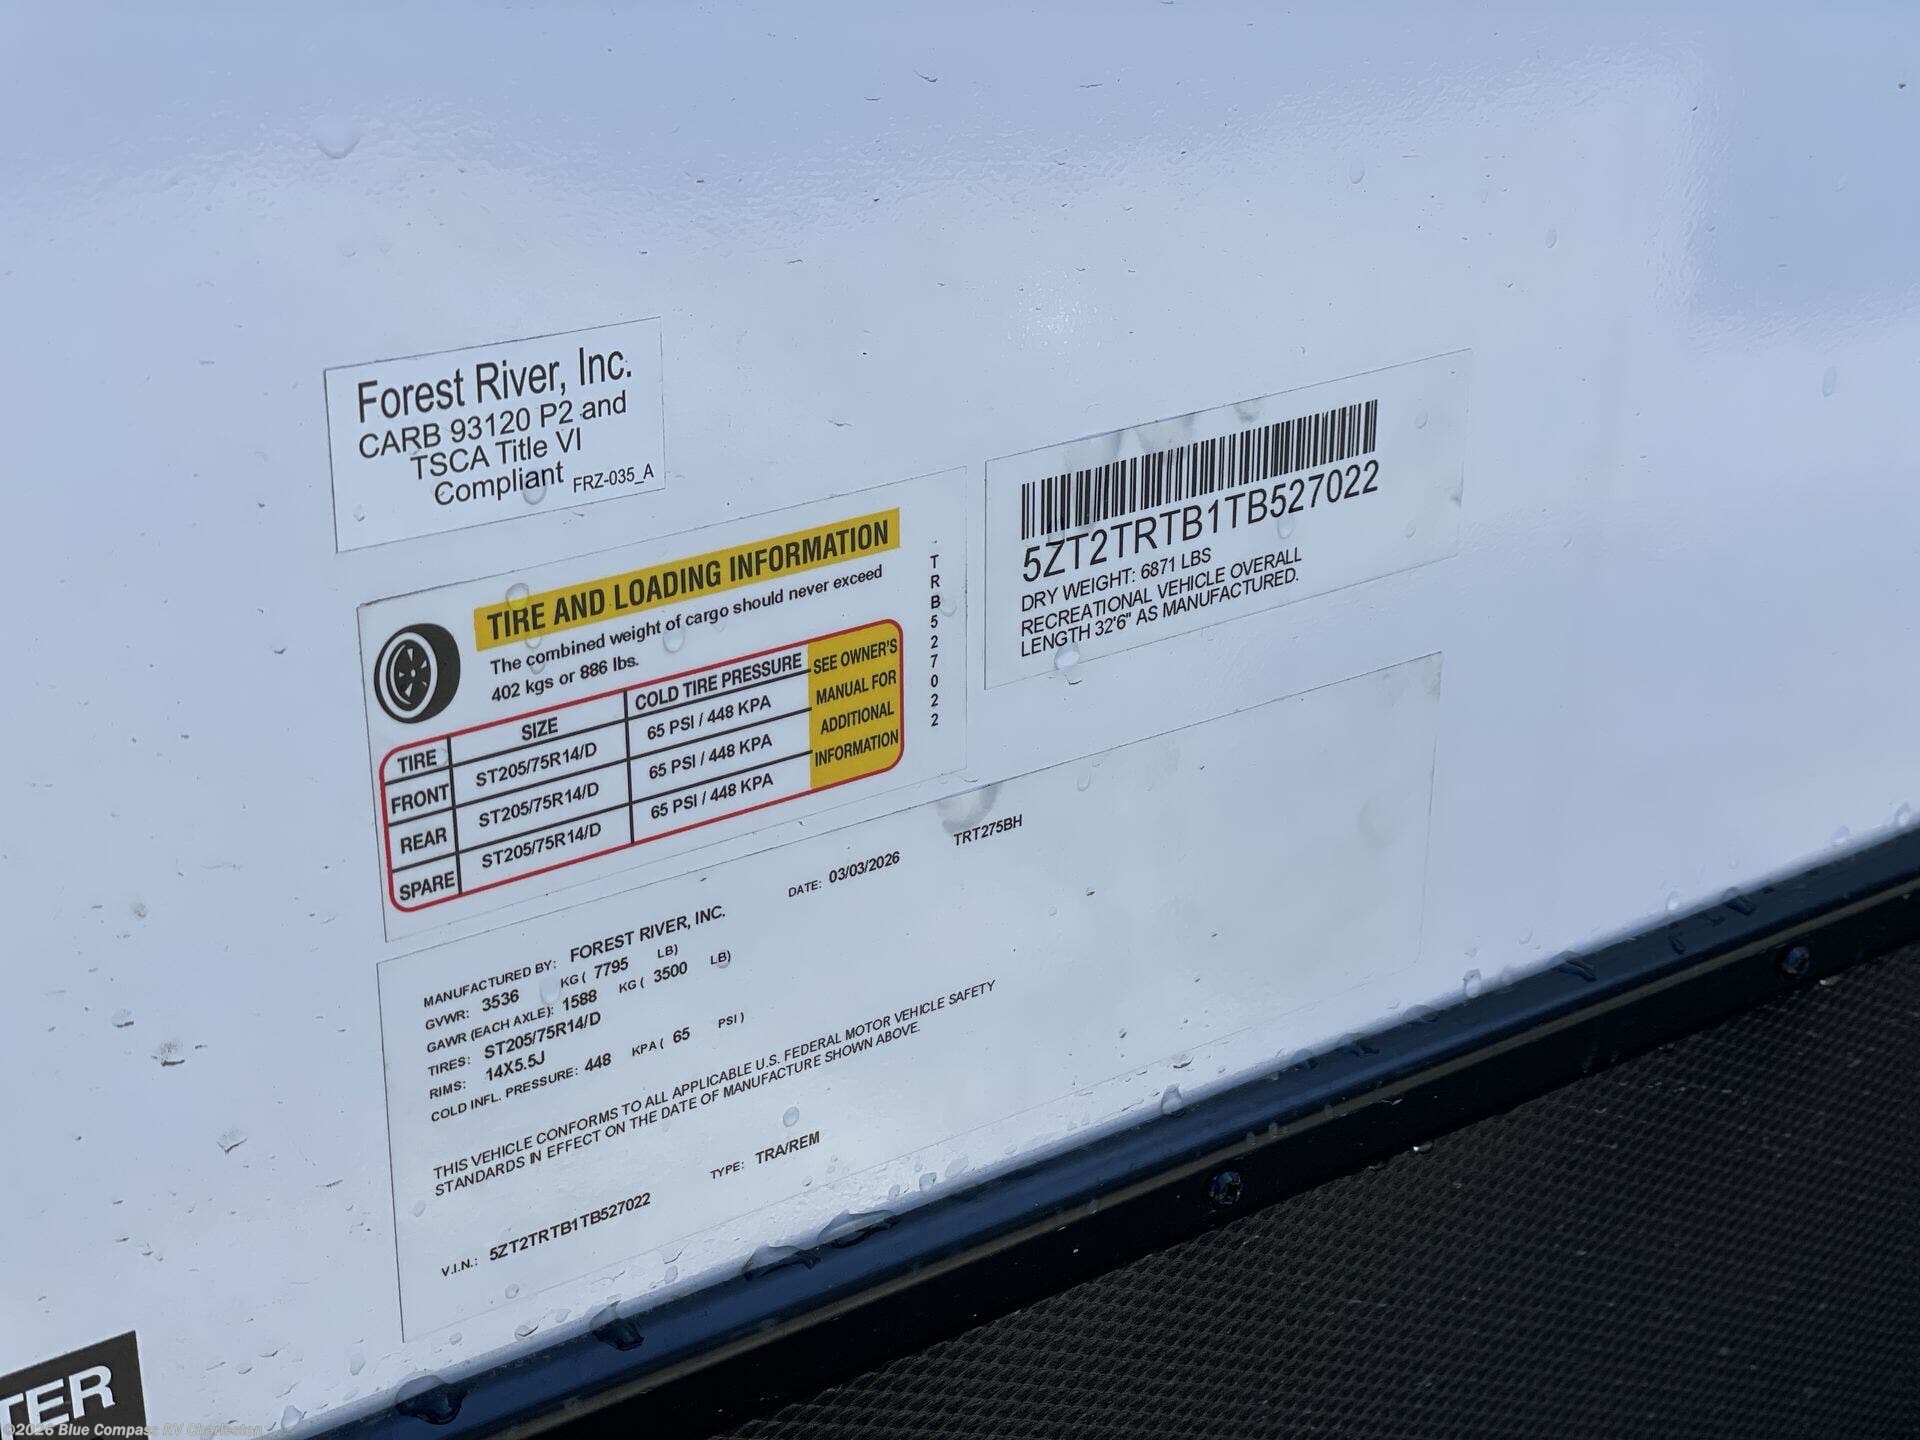 Forest River, Inc.
CARB 93120 P2 and
TSCA Title VI
Compliant FRZ-035_A
TIRE AND LOADING INFORMATION
The combined weight of cargo should never exceed
402 kgs or 886 lbs.
TIRE SIZE COLD TIRE PRESSURE SEE OWNER'S
FRONT ST205/75R14/D 65 PSI / 448 KPA MANUAL FOR
REAR ST205/75R14/D 65 PSI / 448 KPA ADDITIONAL
SPARE ST205/75R14/D 65 PSI / 448 KPA INFORMATION
TRB527022
5ZT2TRTB1TB527022
DRY WEIGHT: 6871 LBS
RECREATIONAL VEHICLE OVERALL
LENGTH 32'6" AS MANUFACTURED.
MANUFACTURED BY: FOREST RIVER, INC. DATE: 03/03/2026 TRT275BH
GVWR: 3536 KG ( 7795 LB)
GAWR (EACH AXLE): 1588 KG ( 3500 LB)
TIRES: ST205/75R14/D
RIMS: 14X5.5J
COLD INFL. PRESSURE: 448 KPA ( 65 PSI )
THIS VEHICLE CONFORMS TO ALL APPLICABLE U.S. FEDERAL MOTOR VEHICLE SAFETY
STANDARDS IN EFFECT ON THE DATE OF MANUFACTURE SHOWN ABOVE.
V.I.N.: 5ZT2TRTB1TB527022 TYPE: TRA/REM
TER
©2026 Blue Compass RV Charleston